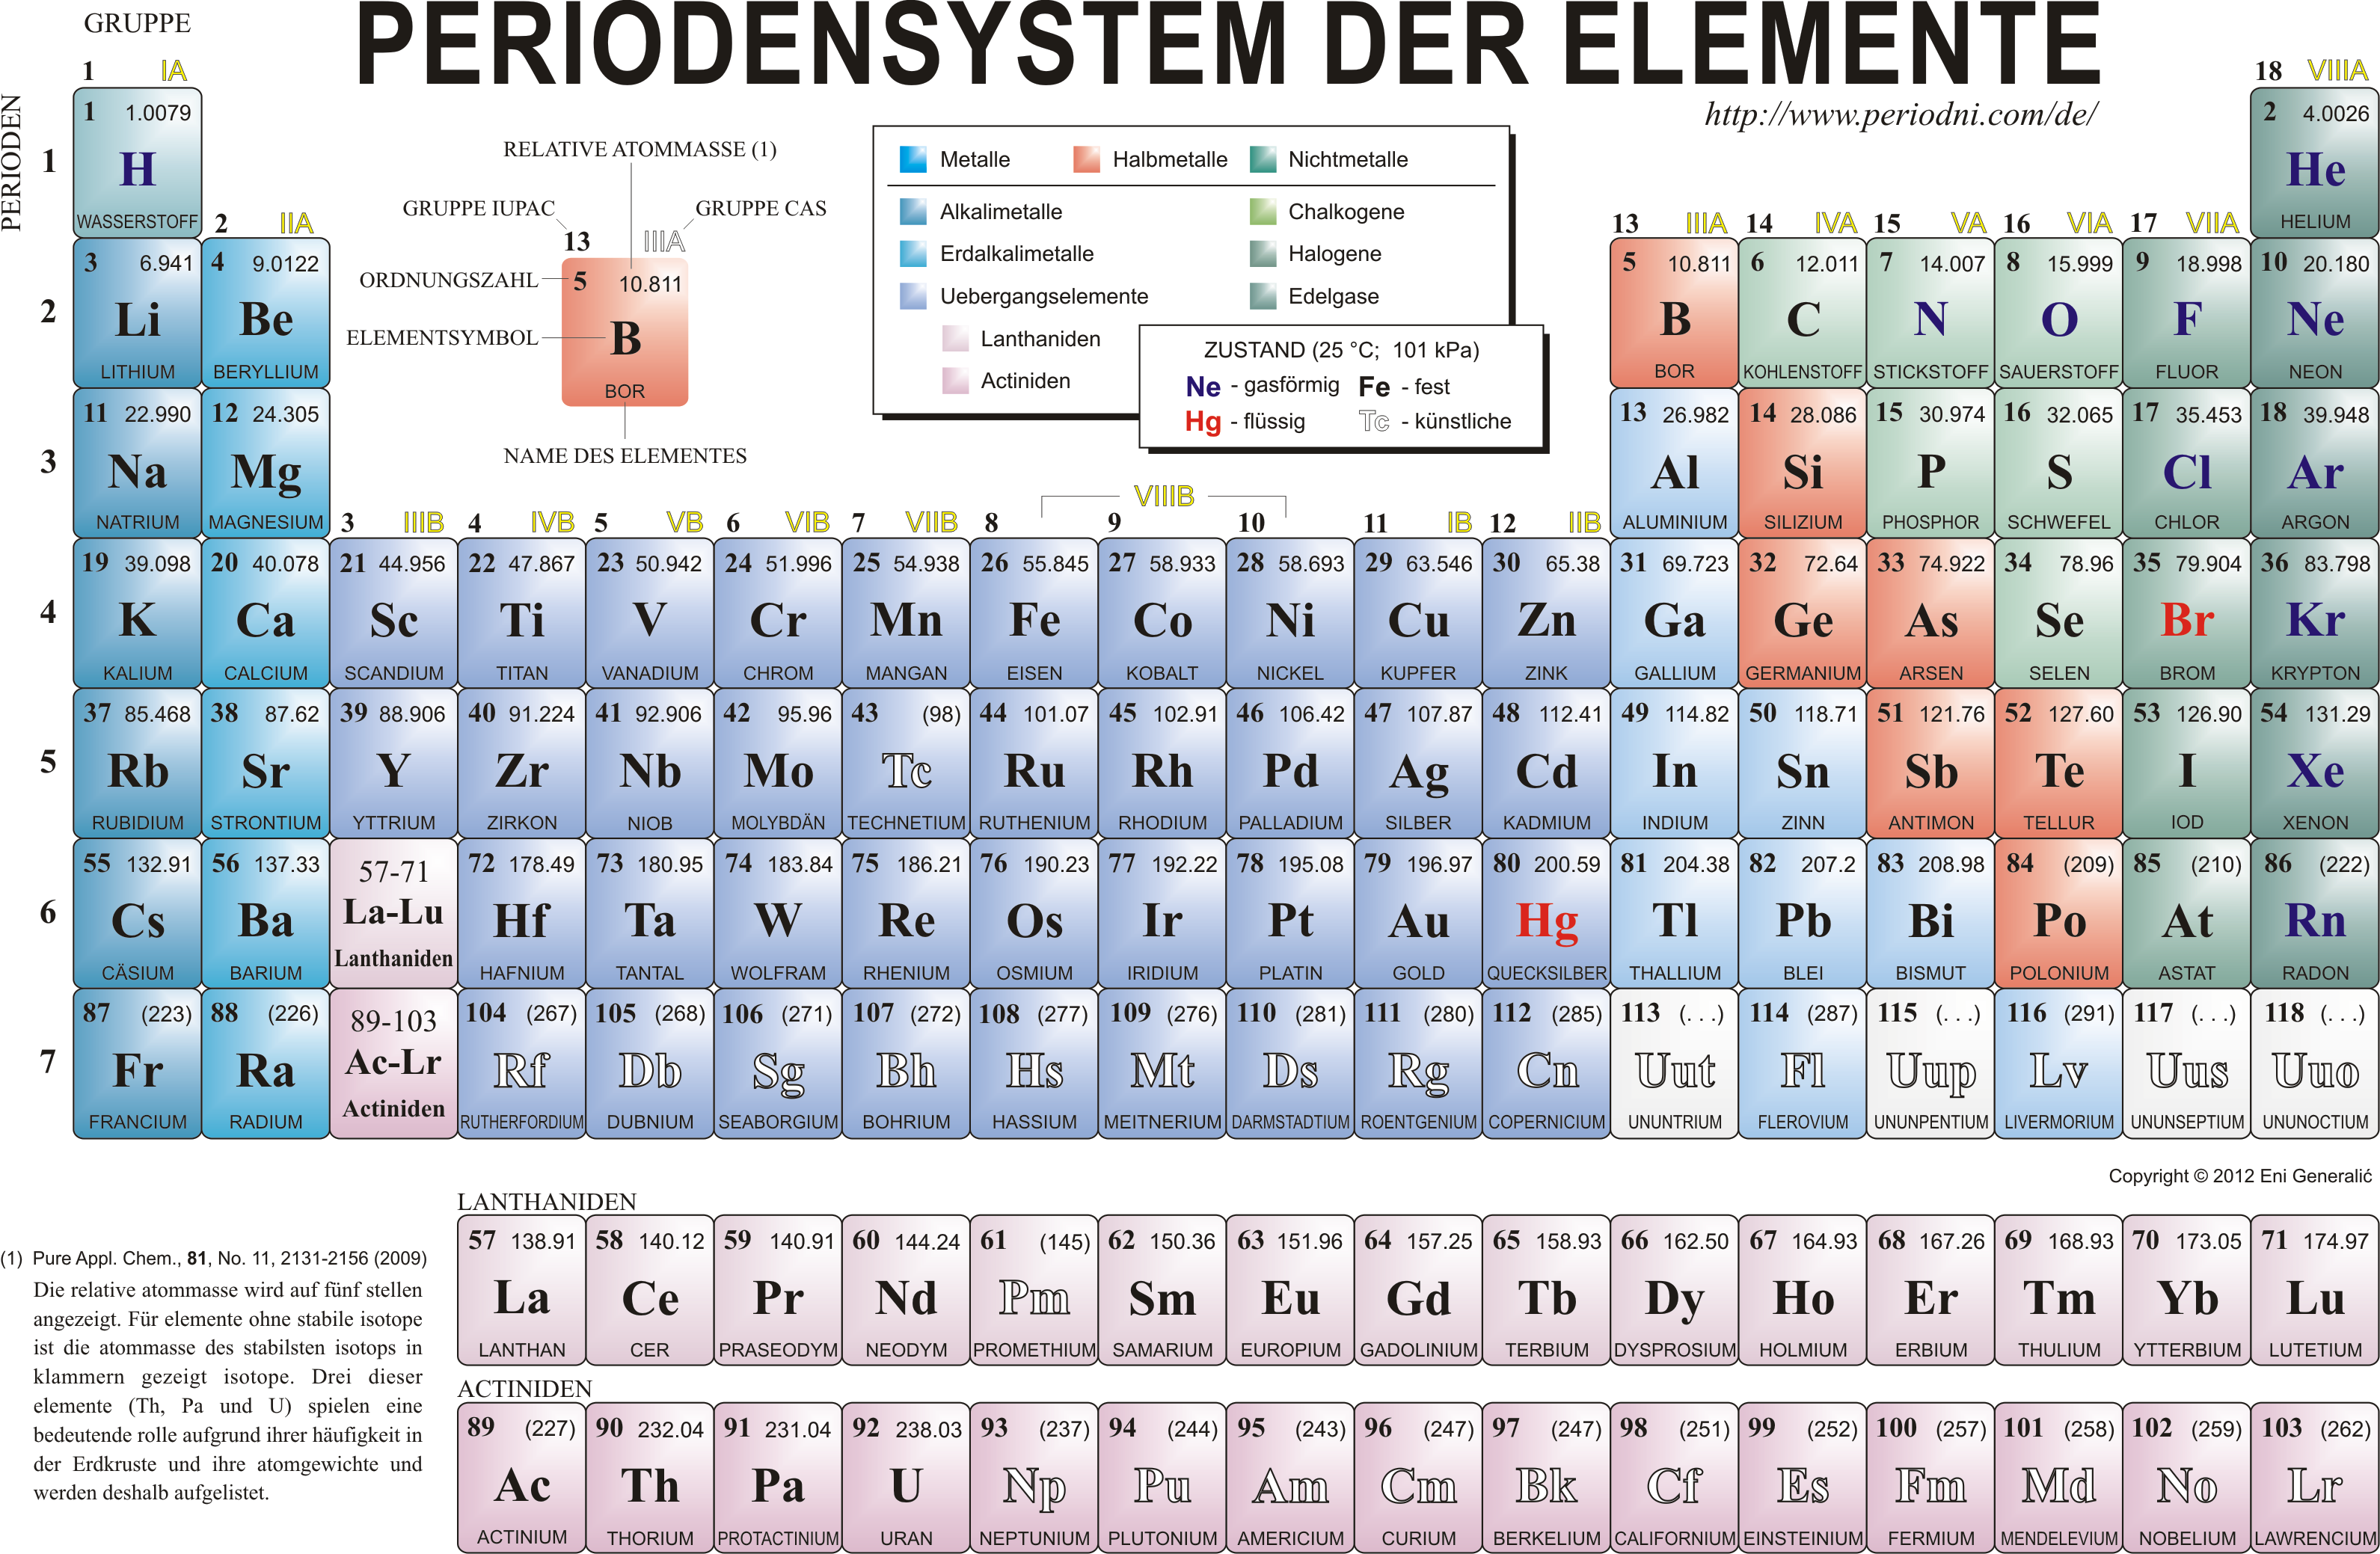 PERIODENSYSTEM DER ELEMENTE
http://www.periodni.com/de/
GRUPPE
PERIODEN
1 IA
18 VIIIA
1
1 1.0079
H
WASSERSTOFF
2 4.0026
He
HELIUM
RELATIVE ATOMMASSE (1)
GRUPPE IUPAC
GRUPPE CAS
13 IIIA
ORDNUNGSZAHL
5 10.811
ELEMENTSYMBOL
B
BOR
NAME DES ELEMENTES
Metalle Halbmetalle Nichtmetalle
Alkalimetalle Chalkogene
Erdalkalimetalle Halogene
Uebergangselemente Edelgase
Lanthaniden
Actiniden
ZUSTAND (25 °C; 101 kPa)
Ne - gasförmig Fe - fest
Hg - flüssig Tc - künstliche
2 IIA 13 IIIA 14 IVA 15 VA 16 VIA 17 VIIA
2
3 6.941 4 9.0122 5 10.811 6 12.011 7 14.007 8 15.999 9 18.998 10 20.180
Li Be B C N O F Ne
LITHIUM BERYLLIUM BOR KOHLENSTOFF STICKSTOFF SAUERSTOFF FLUOR NEON
3
11 22.990 12 24.305 13 26.982 14 28.086 15 30.974 16 32.065 17 35.453 18 39.948
Na Mg Al Si P S Cl Ar
NATRIUM MAGNESIUM ALUMINIUM SILIZIUM PHOSPHOR SCHWEFEL CHLOR ARGON
VIIIB
3 IIIB 4 IVB 5 VB 6 VIB 7 VIIB 8 9 10 11 IB 12 IIB
4
19 39.098 20 40.078 21 44.956 22 47.867 23 50.942 24 51.996 25 54.938 26 55.845 27 58.933 28 58.693 29 63.546 30 65.38 31 69.723 32 72.64 33 74.922 34 78.96 35 79.904 36 83.798
K Ca Sc Ti V Cr Mn Fe Co Ni Cu Zn Ga Ge As Se Br Kr
KALIUM CALCIUM SCANDIUM TITAN VANADIUM CHROM MANGAN EISEN KOBALT NICKEL KUPFER ZINK GALLIUM GERMANIUM ARSEN SELEN BROM KRYPTON
5
37 85.468 38 87.62 39 88.906 40 91.224 41 92.906 42 95.96 43 (98) 44 101.07 45 102.91 46 106.42 47 107.87 48 112.41 49 114.82 50 118.71 51 121.76 52 127.60 53 126.90 54 131.29
Rb Sr Y Zr Nb Mo Tc Ru Rh Pd Ag Cd In Sn Sb Te I Xe
RUBIDIUM STRONTIUM YTTRIUM ZIRKON NIOB MOLYBDÄN TECHNETIUM RUTHENIUM RHODIUM PALLADIUM SILBER KADMIUM INDIUM ZINN ANTIMON TELLUR IOD XENON
6
55 132.91 56 137.33 57-71 72 178.49 73 180.95 74 183.84 75 186.21 76 190.23 77 192.22 78 195.08 79 196.97 80 200.59 81 204.38 82 207.2 83 208.98 84 (209) 85 (210) 86 (222)
Cs Ba La-Lu Hf Ta W Re Os Ir Pt Au Hg Tl Pb Bi Po At Rn
CÄSIUM BARIUM Lanthaniden HAFNIUM TANTAL WOLFRAM RHENIUM OSMIUM IRIDIUM PLATIN GOLD QUECKSILBER THALLIUM BLEI BISMUT POLONIUM ASTAT RADON
7
87 (223) 88 (226) 89-103 104 (267) 105 (268) 106 (271) 107 (272) 108 (277) 109 (276) 110 (281) 111 (280) 112 (285) 113 (. . .) 114 (287) 115 (. . .) 116 (291) 117 (. . .) 118 (. . .)
Fr Ra Ac-Lr Rf Db Sg Bh Hs Mt Ds Rg Cn Uut Fl Uup Lv Uus Uuo
FRANCIUM RADIUM Actiniden RUTHERFORDIUM DUBNIUM SEABORGIUM BOHRIUM HASSIUM MEITNERIUM DARMSTADTIUM ROENTGENIUM COPERNICIUM UNUNTRIUM FLEROVIUM UNUNPENTIUM LIVERMORIUM UNUNSEPTIUM UNUNOCTIUM
Copyright © 2012 Eni Generalić
(1) Pure Appl. Chem., 81, No. 11, 2131-2156 (2009)
Die relative atommasse wird auf fünf stellen
angezeigt. Für elemente ohne stabile isotope
ist die atommasse des stabilsten isotops in
klammern gezeigt isotope. Drei dieser
elemente (Th, Pa und U) spielen eine
bedeutende rolle aufgrund ihrer häufigkeit in
der Erdkruste und ihre atomgewichte und
werden deshalb aufgelistet.
LANTHANIDEN
57 138.91 58 140.12 59 140.91 60 144.24 61 (145) 62 150.36 63 151.96 64 157.25 65 158.93 66 162.50 67 164.93 68 167.26 69 168.93 70 173.05 71 174.97
La Ce Pr Nd Pm Sm Eu Gd Tb Dy Ho Er Tm Yb Lu
LANTHAN CER PRASEODYM NEODYM PROMETHIUM SAMARIUM EUROPIUM GADOLINIUM TERBIUM DYSPROSIUM HOLMIUM ERBIUM THULIUM YTTERBIUM LUTETIUM
ACTINIDEN
89 (227) 90 232.04 91 231.04 92 238.03 93 (237) 94 (244) 95 (243) 96 (247) 97 (247) 98 (251) 99 (252) 100 (257) 101 (258) 102 (259) 103 (262)
Ac Th Pa U Np Pu Am Cm Bk Cf Es Fm Md No Lr
ACTINIUM THORIUM PROTACTINIUM URAN NEPTUNIUM PLUTONIUM AMERICIUM CURIUM BERKELIUM CALIFORNIUM EINSTEINIUM FERMIUM MENDELEVIUM NOBELIUM LAWRENCIUM